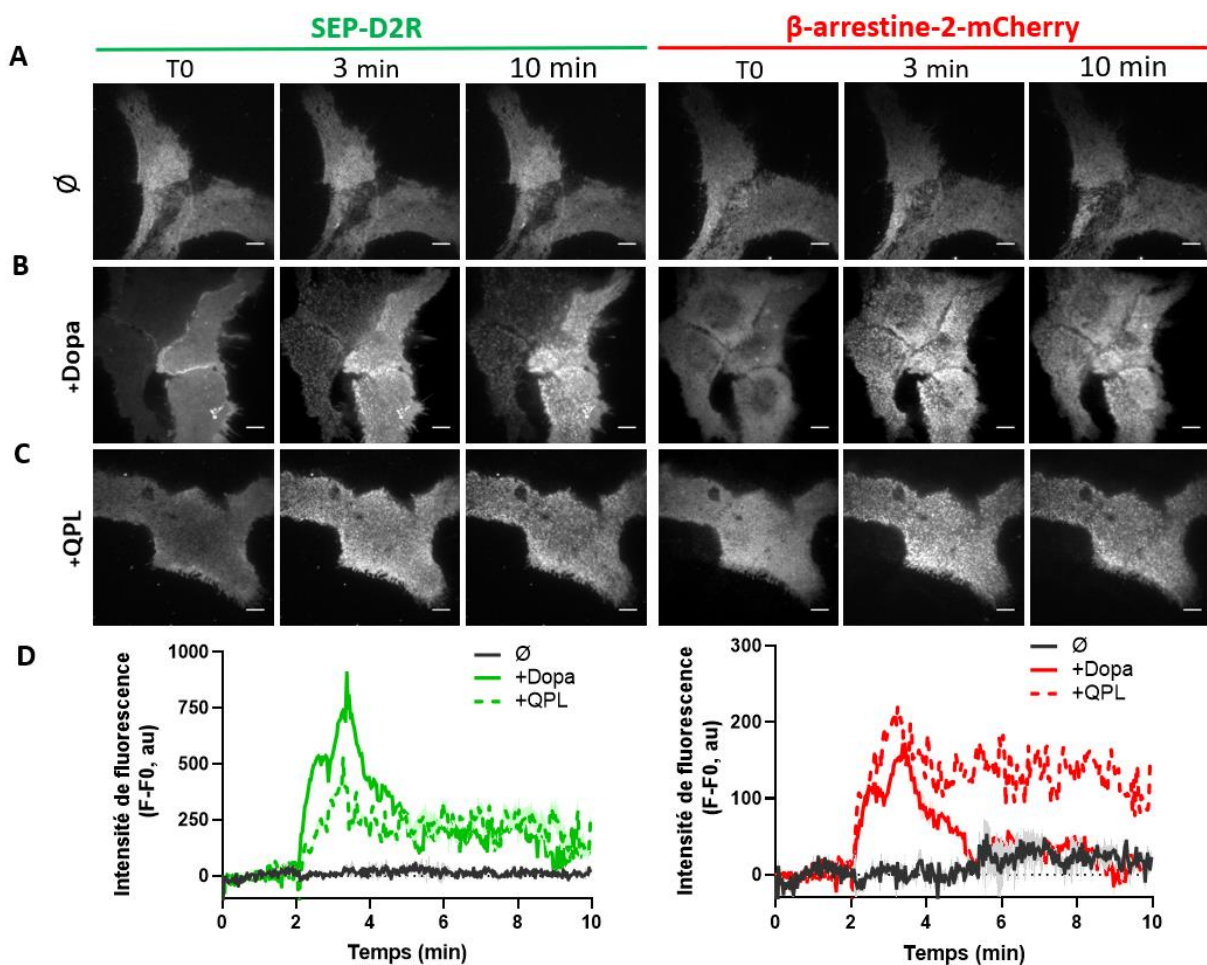 SEP-D2R
β-arrestine-2-mCherry
A
T0
3 min
10 min
T0
3 min
10 min
Ø
B
+Dopa
C
+QPL
D
Intensité de fluorescence
(F-F0, au)
1000
750
500
250
0
0
2
4
6
8
10
Temps (min)
Ø
+Dopa
+QPL
Intensité de fluorescence
(F-F0, au)
300
200
100
0
0
2
4
6
8
10
Temps (min)
Ø
+Dopa
+QPL